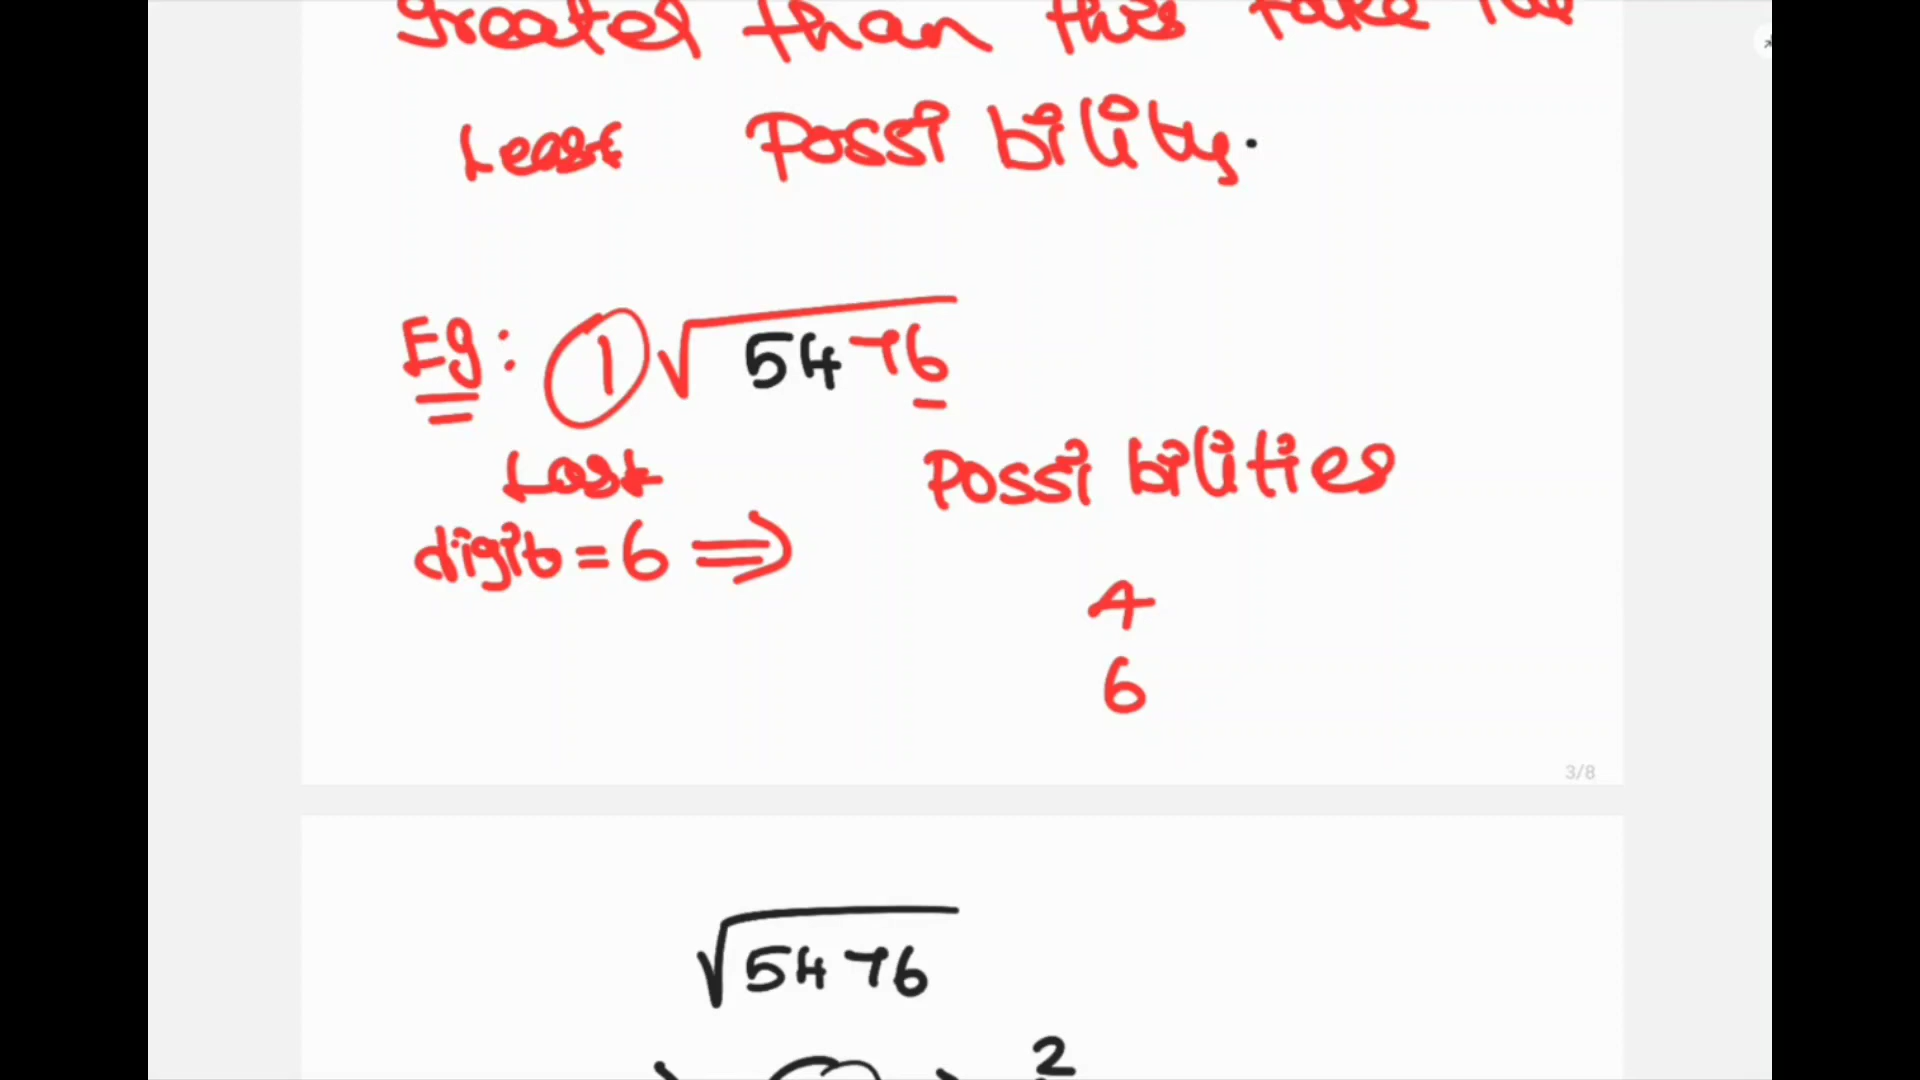 greater than this take the
Least Possibility.
Eg: 1 √5476
Last Possibilities
digit = 6 ⇒
4
6
3/8
√5476
2